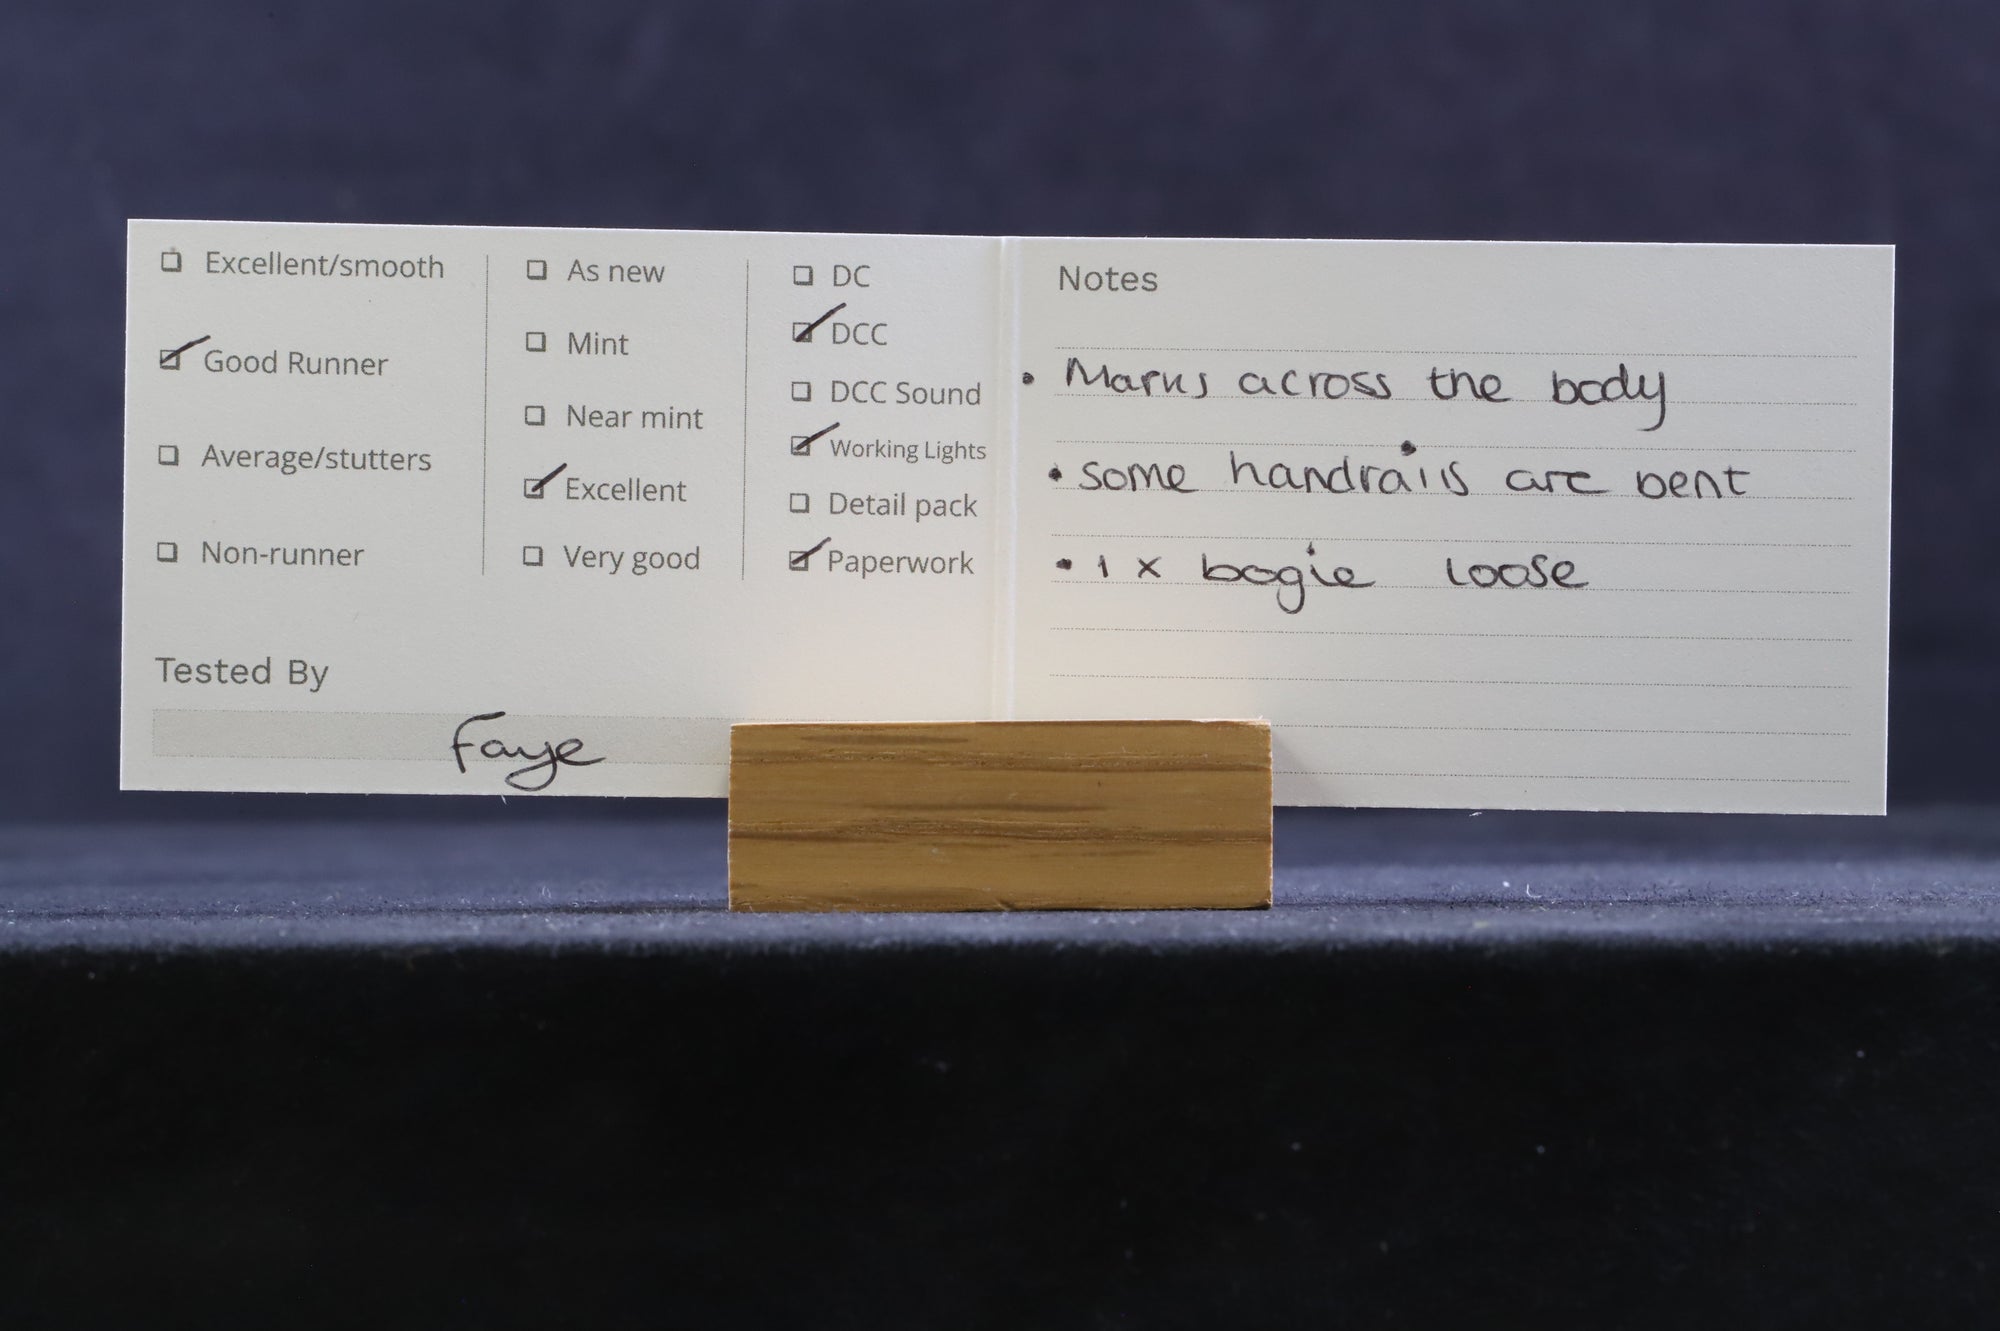 Excellent/smooth
Good Runner
Average/stutters
Non-runner
As new
Mint
Near mint
Excellent
Very good
DC
DCC
DCC Sound
Working Lights
Detail pack
Paperwork
Tested By
Faye
Notes
• Marks across the body
• some handrails are bent
• 1 x bogie loose